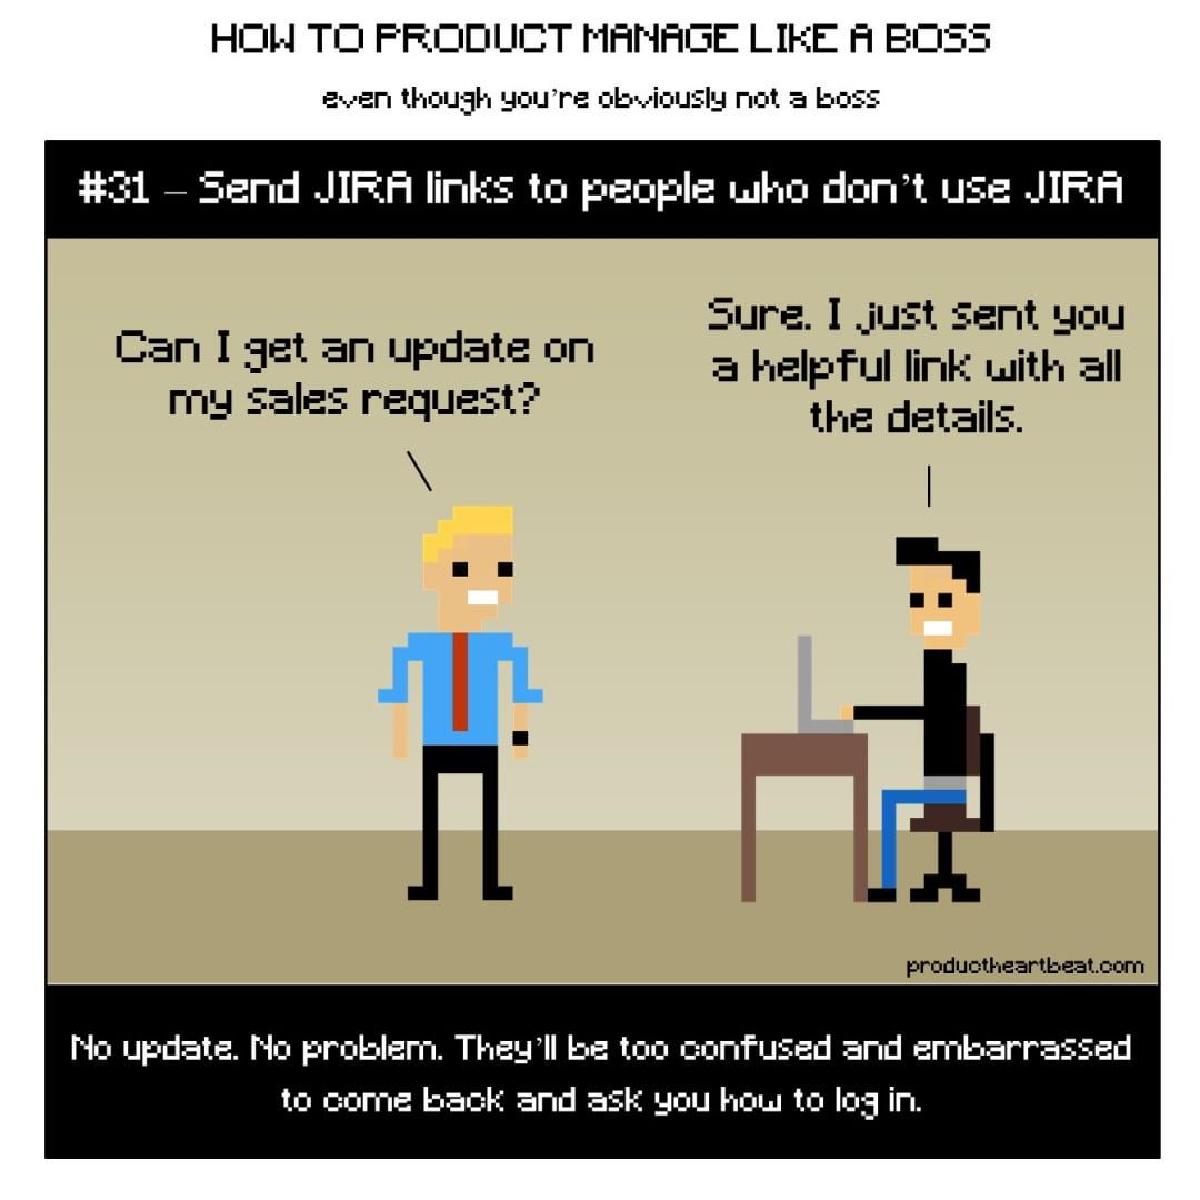 HOW TO PRODUCT MANAGE LIKE A BOSS
even though you're obviously not a boss
#31 – Send JIRA links to people who don't use JIRA
Can I get an update on
my sales request?
Sure. I just sent you
a helpful link with all
the details.
productheartbeat.com
No update. No problem. They'll be too confused and embarrassed
to come back and ask you how to log in.